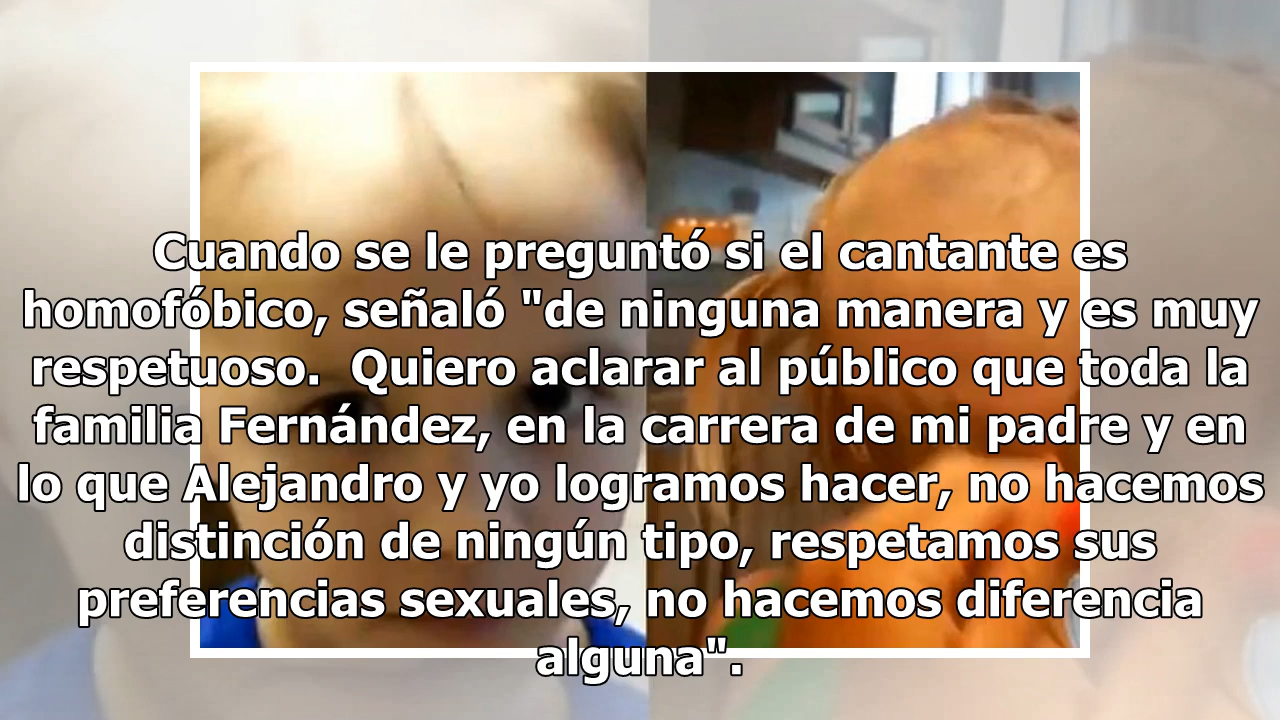 Cuando se le preguntó si el cantante es
homofóbico, señaló "de ninguna manera y es muy
respetuoso.  Quiero aclarar al público que toda la
familia Fernández, en la carrera de mi padre y en
lo que Alejandro y yo logramos hacer, no hacemos
distinción de ningún tipo, respetamos sus
preferencias sexuales, no hacemos diferencia
alguna".